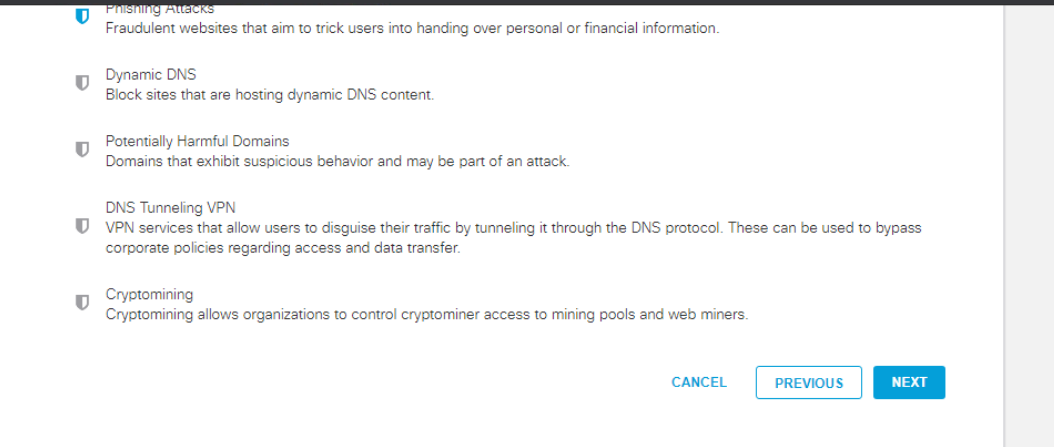 Phishing Attacks
Fraudulent websites that aim to trick users into handing over personal or financial information.
Dynamic DNS
Block sites that are hosting dynamic DNS content.
Potentially Harmful Domains
Domains that exhibit suspicious behavior and may be part of an attack.
DNS Tunneling VPN
VPN services that allow users to disguise their traffic by tunneling it through the DNS protocol. These can be used to bypass
corporate policies regarding access and data transfer.
Cryptomining
Cryptomining allows organizations to control cryptominer access to mining pools and web miners.
CANCEL PREVIOUS NEXT